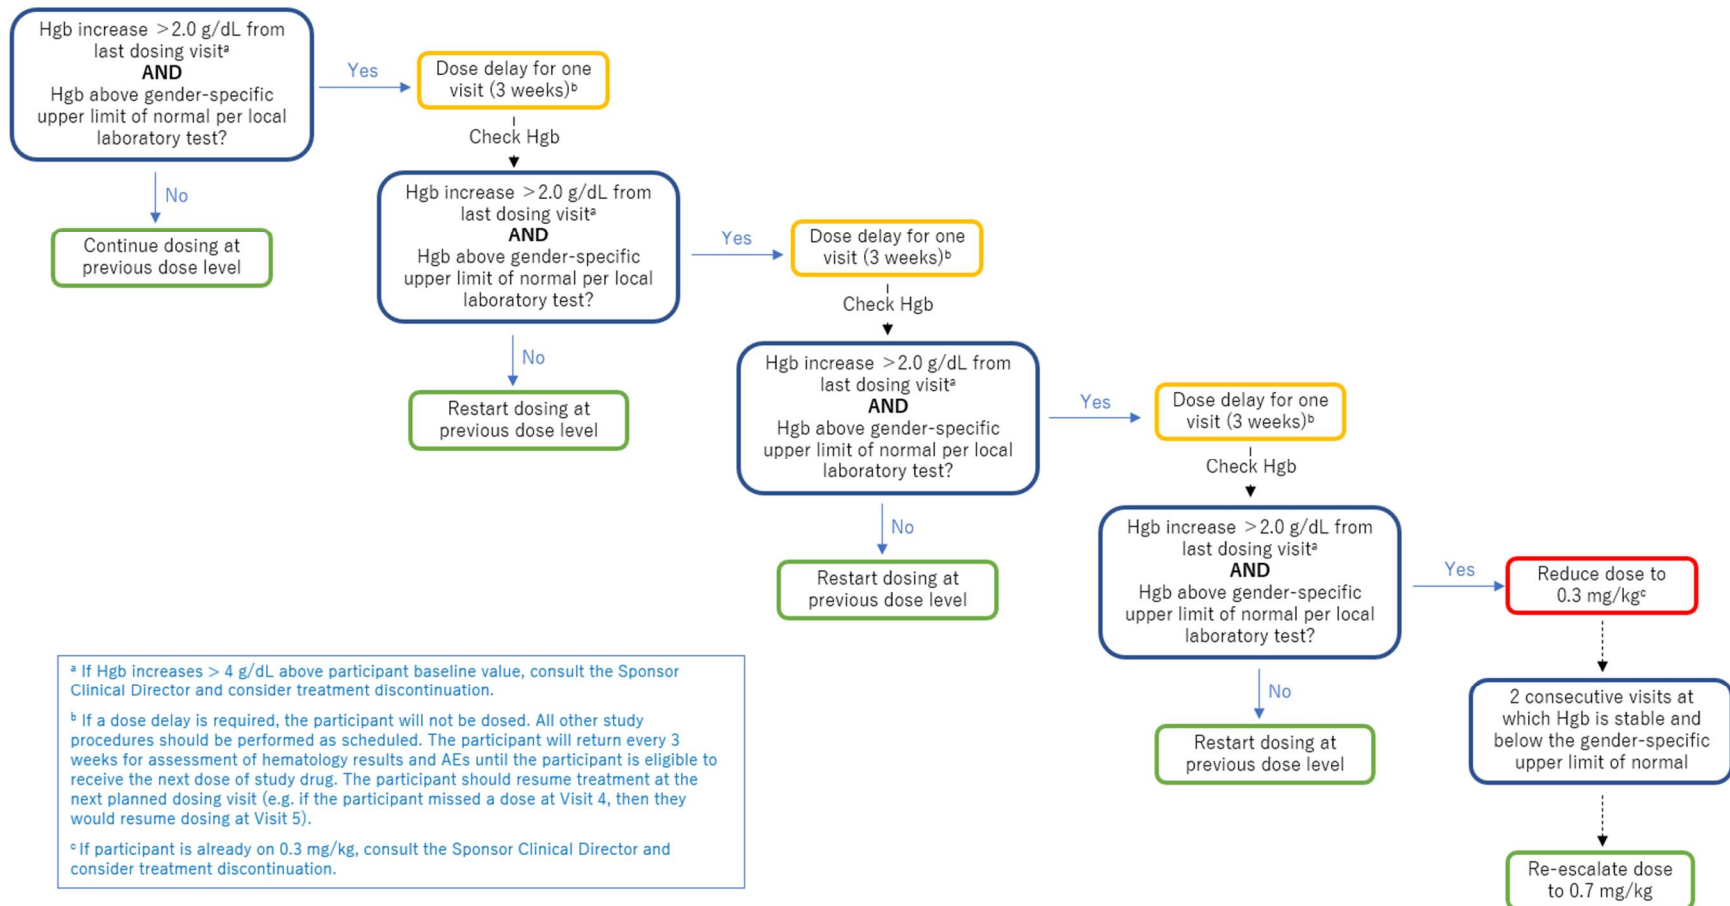 Hgb increase >2.0 g/dL from
last dosing visitᵃ
AND
Hgb above gender-specific
upper limit of normal per local
laboratory test?
Yes
Dose delay for one
visit (3 weeks)ᵇ
Check Hgb
No
Continue dosing at
previous dose level
Hgb increase >2.0 g/dL from
last dosing visitᵃ
AND
Hgb above gender-specific
upper limit of normal per local
laboratory test?
Yes
Dose delay for one
visit (3 weeks)ᵇ
Check Hgb
No
Restart dosing at
previous dose level
Hgb increase >2.0 g/dL from
last dosing visitᵃ
AND
Hgb above gender-specific
upper limit of normal per local
laboratory test?
Yes
Dose delay for one
visit (3 weeks)ᵇ
Check Hgb
No
Restart dosing at
previous dose level
Hgb increase >2.0 g/dL from
last dosing visitᵃ
AND
Hgb above gender-specific
upper limit of normal per local
laboratory test?
Yes
Reduce dose to
0.3 mg/kgᶜ
No
Restart dosing at
previous dose level
2 consecutive visits at
which Hgb is stable and
below the gender-specific
upper limit of normal
Re-escalate dose
to 0.7 mg/kg
ᵃ If Hgb increases > 4 g/dL above participant baseline value, consult the Sponsor
Clinical Director and consider treatment discontinuation.
ᵇ If a dose delay is required, the participant will not be dosed. All other study
procedures should be performed as scheduled. The participant will return every 3
weeks for assessment of hematology results and AEs until the participant is eligible to
receive the next dose of study drug. The participant should resume treatment at the
next planned dosing visit (e.g. if the participant missed a dose at Visit 4, then they
would resume dosing at Visit 5).
ᶜ If participant is already on 0.3 mg/kg, consult the Sponsor Clinical Director and
consider treatment discontinuation.